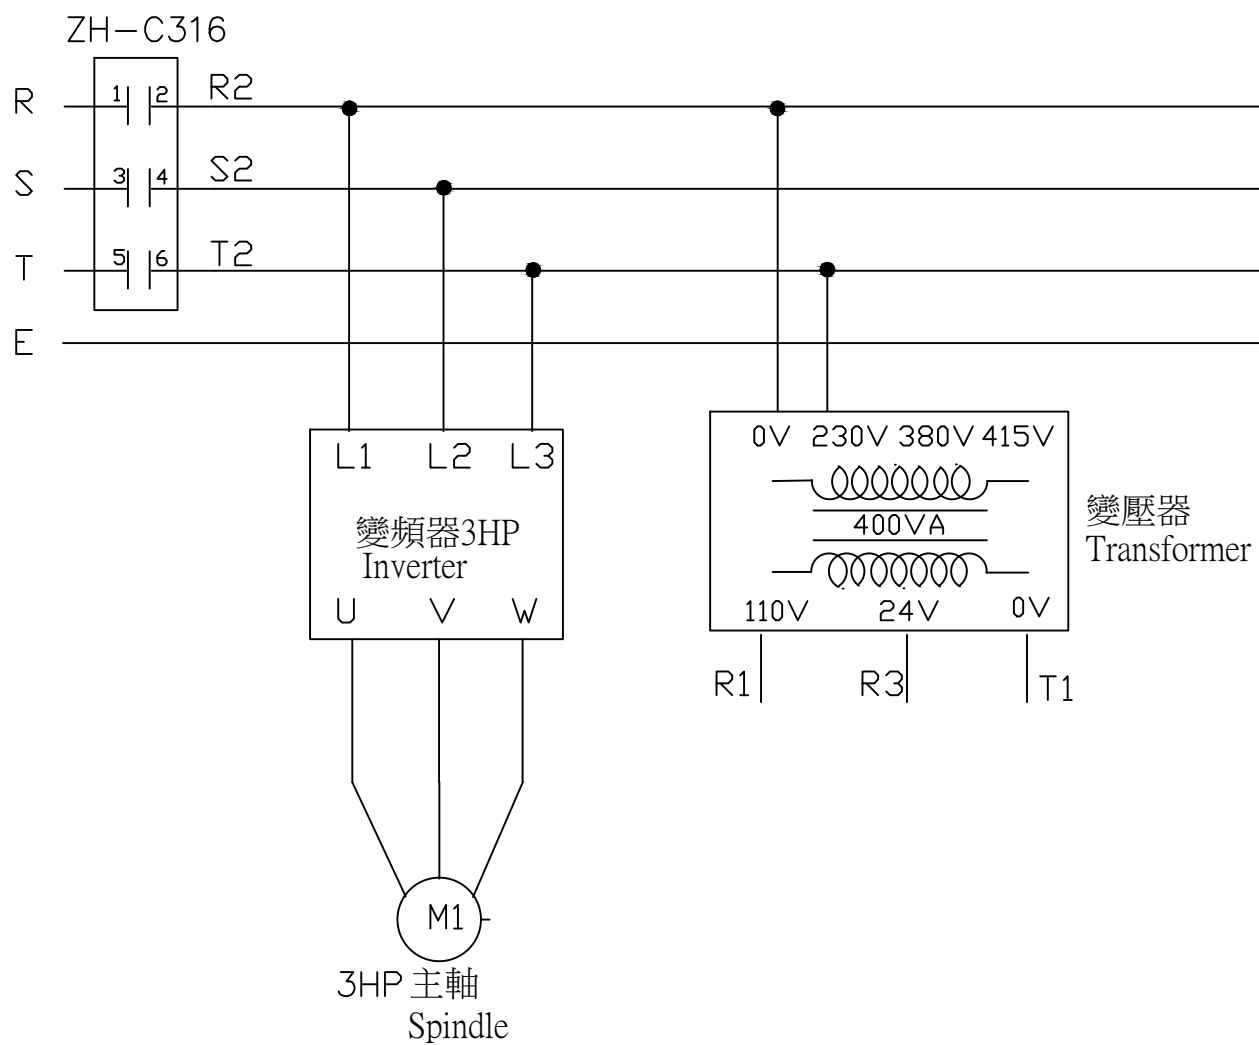 ZH-C316
R 1 2 R2
S 3 4 S2
T 5 6 T2
E
L1 L2 L3
變頻器3HP
Inverter
U V W
0V 230V 380V 415V
400VA
110V 24V 0V
變壓器
Transformer
R1 R3 T1
M1
3HP 主軸
Spindle